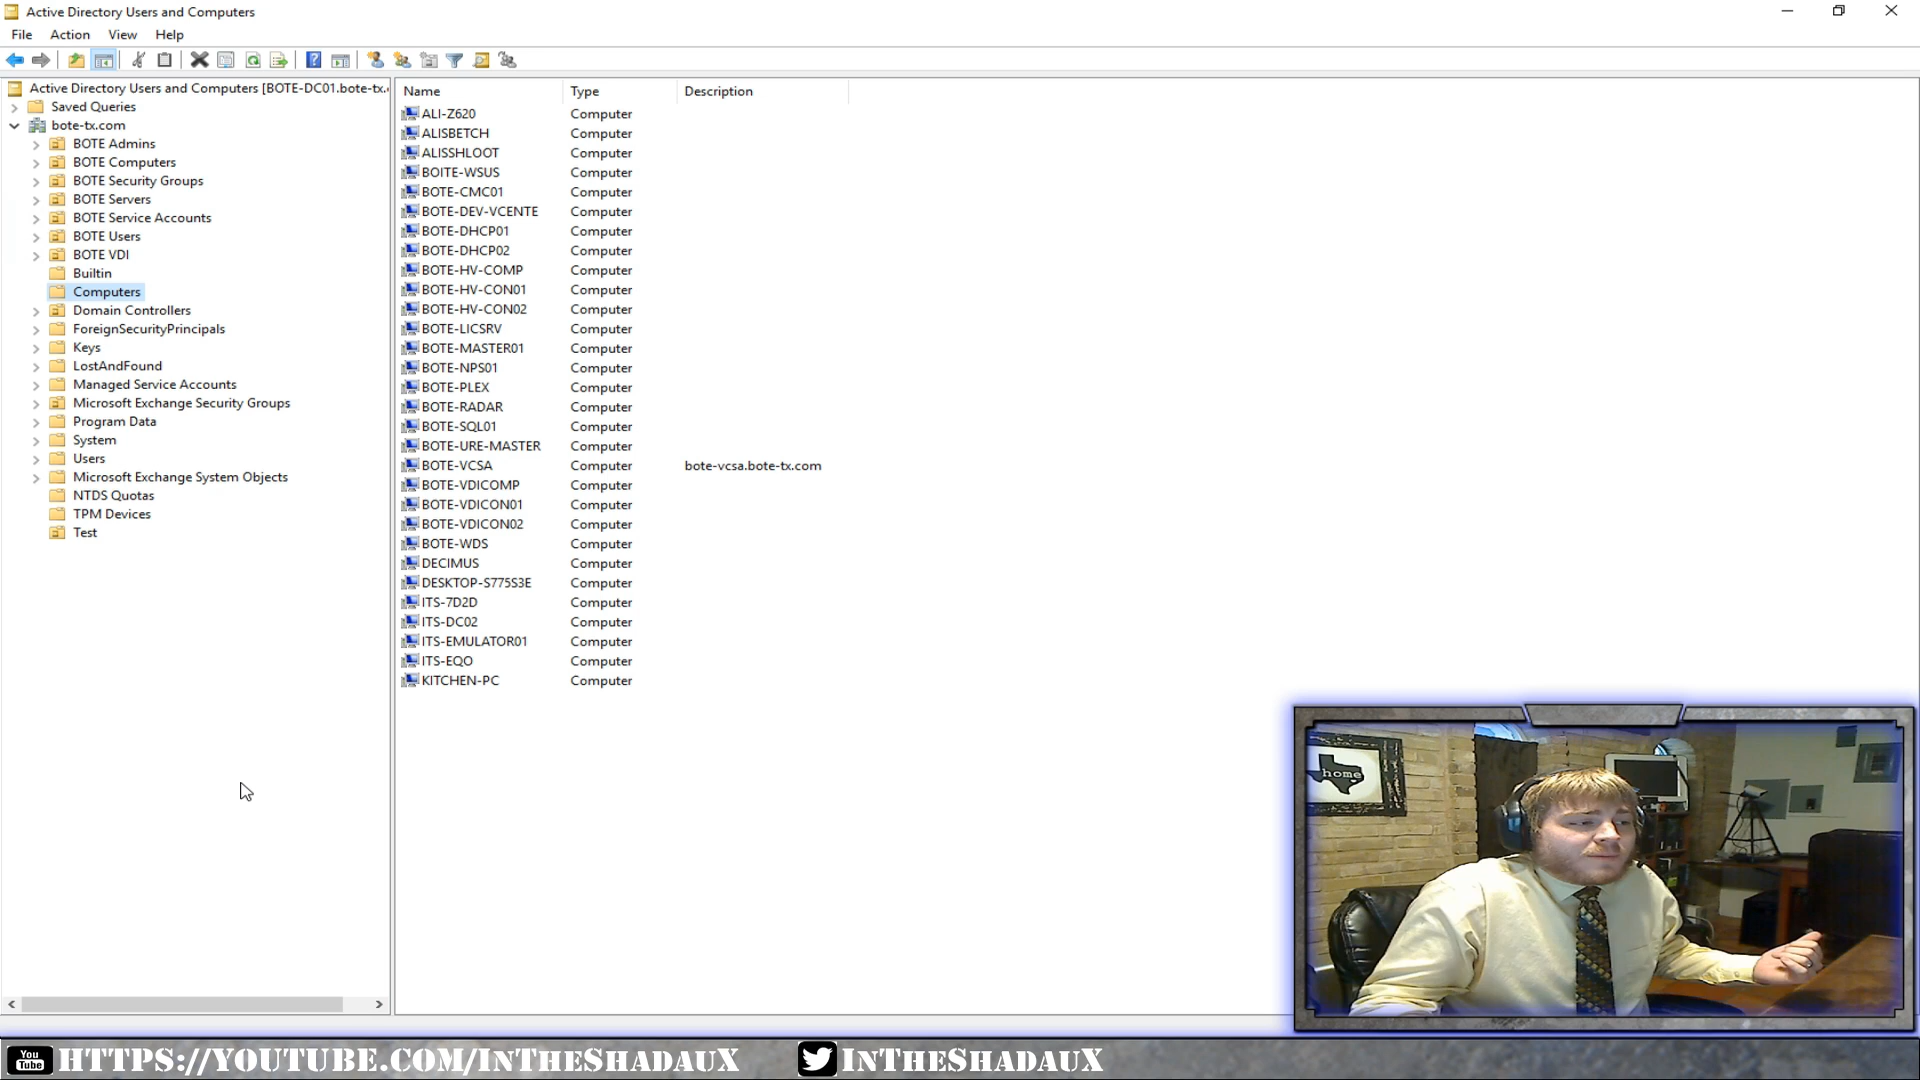 Active Directory Users and Computers
File Action View Help
Active Directory Users and Computers [BOTE-DC01.bote-tx.
Saved Queries
bote-tx.com
BOTE Admins
BOTE Computers
BOTE Security Groups
BOTE Servers
BOTE Service Accounts
BOTE Users
BOTE VDI
Builtin
Computers
Domain Controllers
ForeignSecurityPrincipals
Keys
LostAndFound
Managed Service Accounts
Microsoft Exchange Security Groups
Program Data
System
Users
Microsoft Exchange System Objects
NTDS Quotas
TPM Devices
Test
Name Type Description
ALI-Z620 Computer
ALISBETCH Computer
ALISSHLOOT Computer
BOITE-WSUS Computer
BOTE-CMC01 Computer
BOTE-DEV-VCENTE Computer
BOTE-DHCP01 Computer
BOTE-DHCP02 Computer
BOTE-HV-COMP Computer
BOTE-HV-CON01 Computer
BOTE-HV-CON02 Computer
BOTE-LICSRV Computer
BOTE-MASTER01 Computer
BOTE-NPS01 Computer
BOTE-PLEX Computer
BOTE-RADAR Computer
BOTE-SQL01 Computer
BOTE-URE-MASTER Computer
BOTE-VCSA Computer bote-vcsa.bote-tx.com
BOTE-VDICOMP Computer
BOTE-VDICON01 Computer
BOTE-VDICON02 Computer
BOTE-WDS Computer
DECIMUS Computer
DESKTOP-S775S3E Computer
ITS-7D2D Computer
ITS-DC02 Computer
ITS-EMULATOR01 Computer
ITS-EQO Computer
KITCHEN-PC Computer
home
You Tube HTTPS://YOUTUBE.COM/INTHESHADAUX INTHESHADAUX